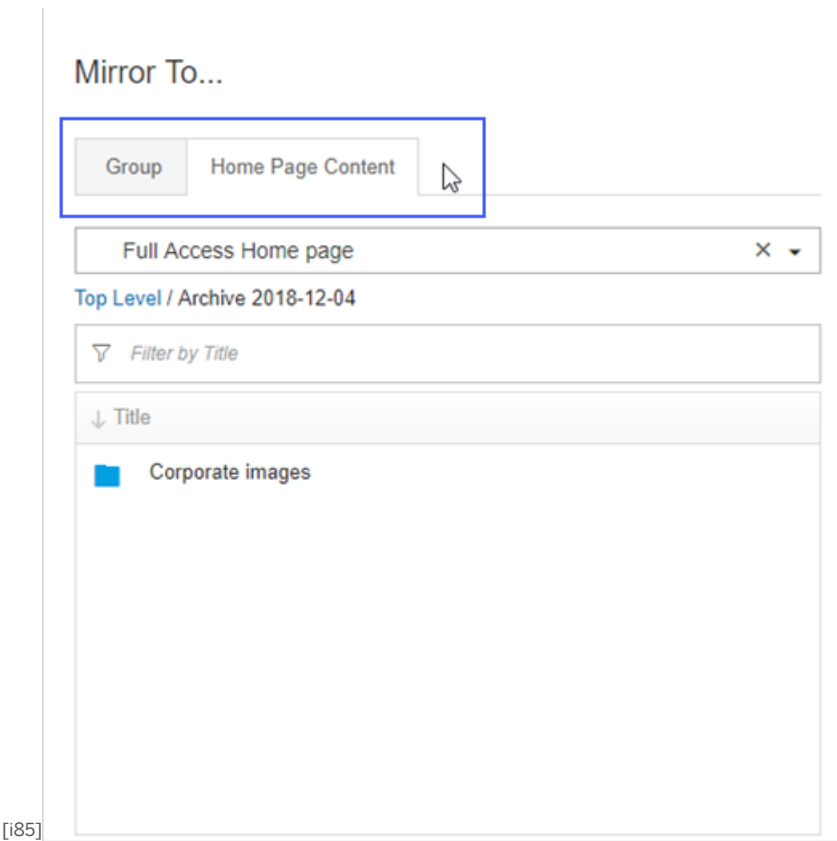 Mirror To...
Group Home Page Content
Full Access Home page
Top Level / Archive 2018-12-04
Filter by Title
Title
Corporate images
[i85]